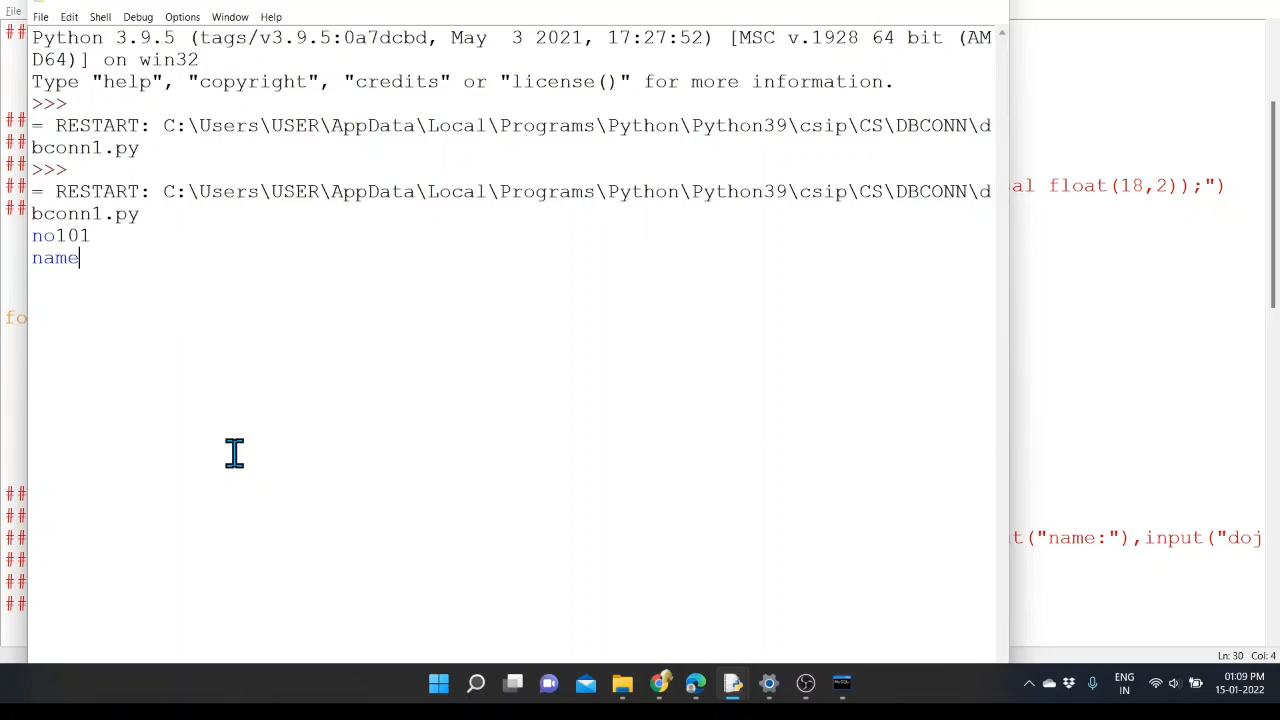 File
File Edit Shell Debug Options Window Help
##
Python 3.9.5 (tags/v3.9.5:0a7dcbd, May  3 2021, 17:27:52) [MSC v.1928 64 bit (AM
D64)] on win32
Type "help", "copyright", "credits" or "license()" for more information.
>>>
##
= RESTART: C:\Users\USER\AppData\Local\Programs\Python\Python39\csip\CS\DBCONN\d
##
bconn1.py
##
>>>
##
= RESTART: C:\Users\USER\AppData\Local\Programs\Python\Python39\csip\CS\DBCONN\d
al float(18,2));")
##
bconn1.py
no101
name
fo
##
##
##
t("name:"),input("doj
##
##
##
Ln: 30 Col: 4
ENG
IN
01:09 PM
15-01-2022